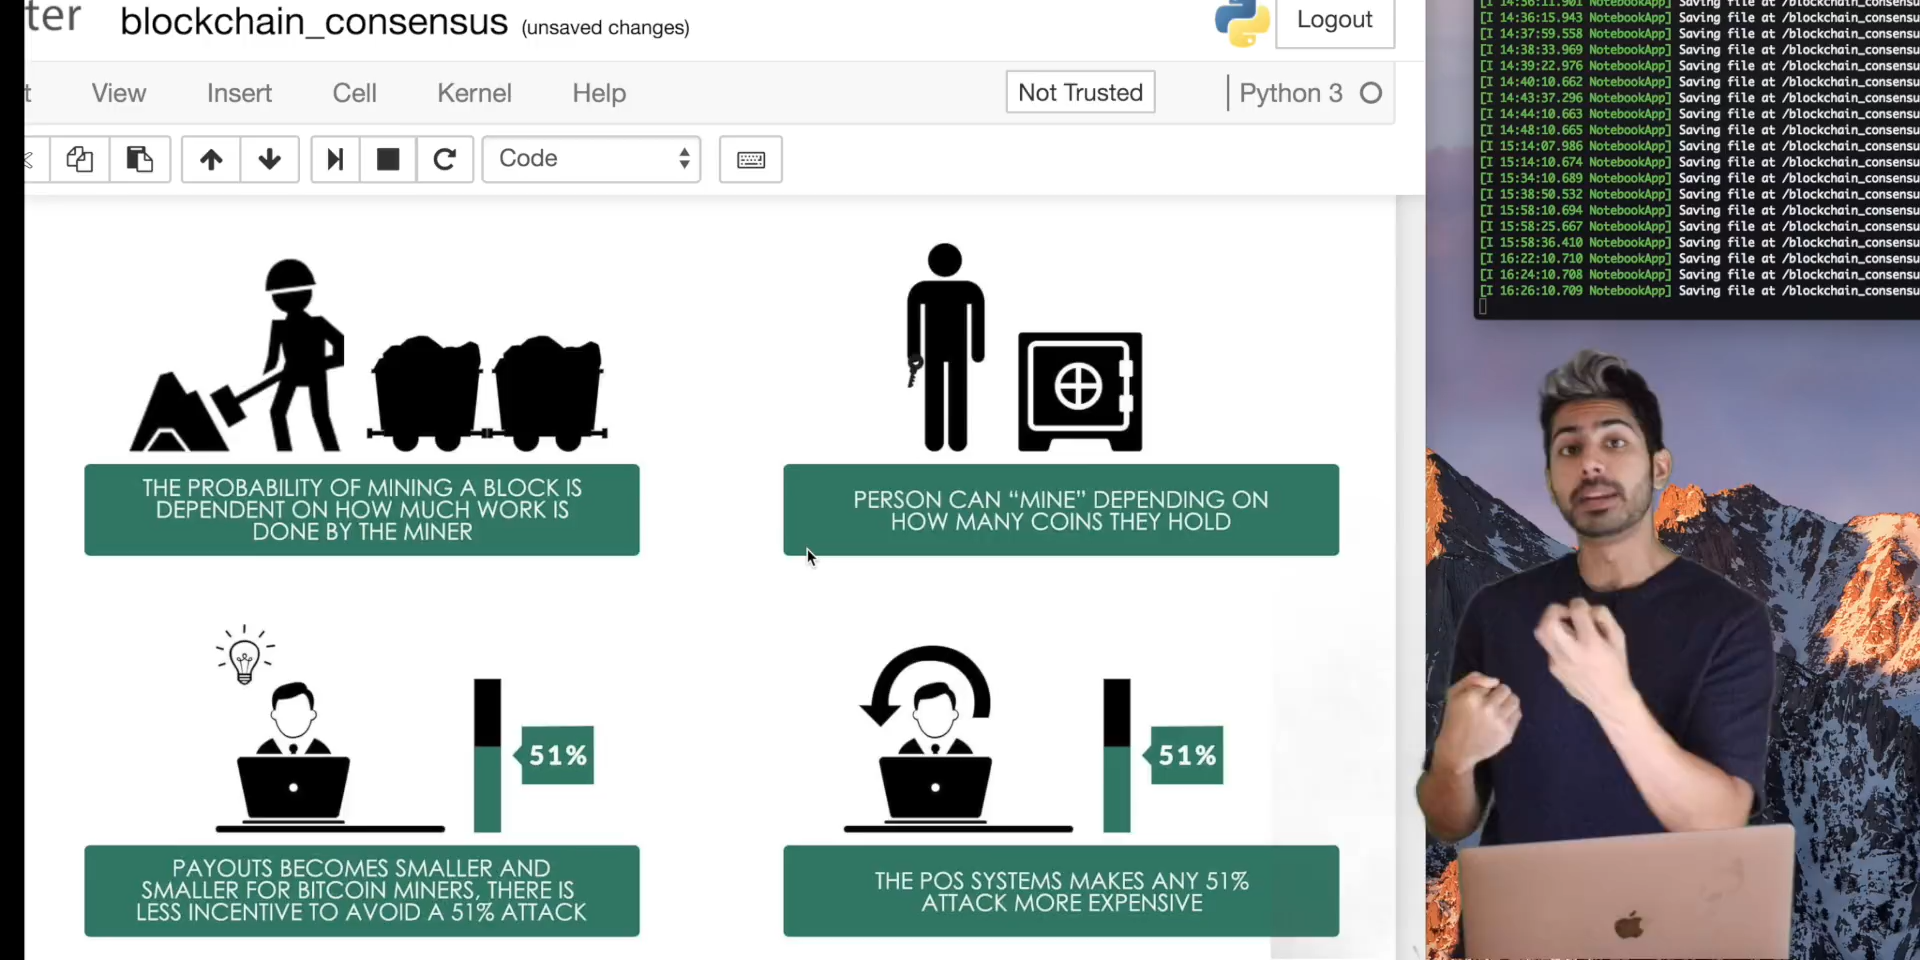 ter blockchain_consensus (unsaved changes)
Logout
View Insert Cell Kernel Help
Not Trusted
Python 3
Code
THE PROBABILITY OF MINING A BLOCK IS
DEPENDENT ON HOW MUCH WORK IS
DONE BY THE MINER
PERSON CAN “MINE” DEPENDING ON
HOW MANY COINS THEY HOLD
51%
51%
PAYOUTS BECOMES SMALLER AND
SMALLER FOR BITCOIN MINERS, THERE IS
LESS INCENTIVE TO AVOID A 51% ATTACK
THE POS SYSTEMS MAKES ANY 51%
ATTACK MORE EXPENSIVE
[I 14:36:11.901 NotebookApp] Saving file at /blockchain_consensu
[I 14:36:15.943 NotebookApp] Saving file at /blockchain_consensu
[I 14:37:59.558 NotebookApp] Saving file at /blockchain_consensu
[I 14:38:33.969 NotebookApp] Saving file at /blockchain_consensu
[I 14:39:22.976 NotebookApp] Saving file at /blockchain_consensu
[I 14:40:10.662 NotebookApp] Saving file at /blockchain_consensu
[I 14:43:37.296 NotebookApp] Saving file at /blockchain_consensu
[I 14:44:10.663 NotebookApp] Saving file at /blockchain_consensu
[I 14:48:10.665 NotebookApp] Saving file at /blockchain_consensu
[I 15:14:07.986 NotebookApp] Saving file at /blockchain_consensu
[I 15:14:10.674 NotebookApp] Saving file at /blockchain_consensu
[I 15:34:10.689 NotebookApp] Saving file at /blockchain_consensu
[I 15:38:50.532 NotebookApp] Saving file at /blockchain_consensu
[I 15:58:10.694 NotebookApp] Saving file at /blockchain_consensu
[I 15:58:25.667 NotebookApp] Saving file at /blockchain_consensu
[I 15:58:36.410 NotebookApp] Saving file at /blockchain_consensu
[I 16:22:10.710 NotebookApp] Saving file at /blockchain_consensu
[I 16:24:10.708 NotebookApp] Saving file at /blockchain_consensu
[I 16:26:10.709 NotebookApp] Saving file at /blockchain_consensu